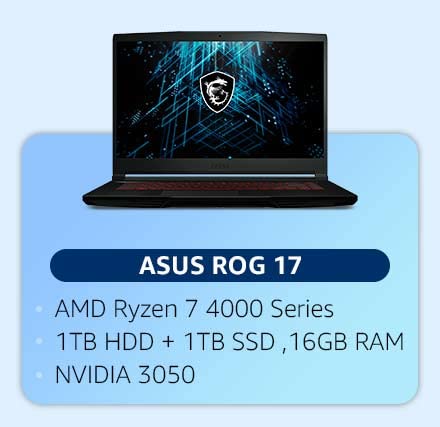 ASUS ROG 17
AMD Ryzen 7 4000 Series
1TB HDD + 1TB SSD ,16GB RAM
NVIDIA 3050